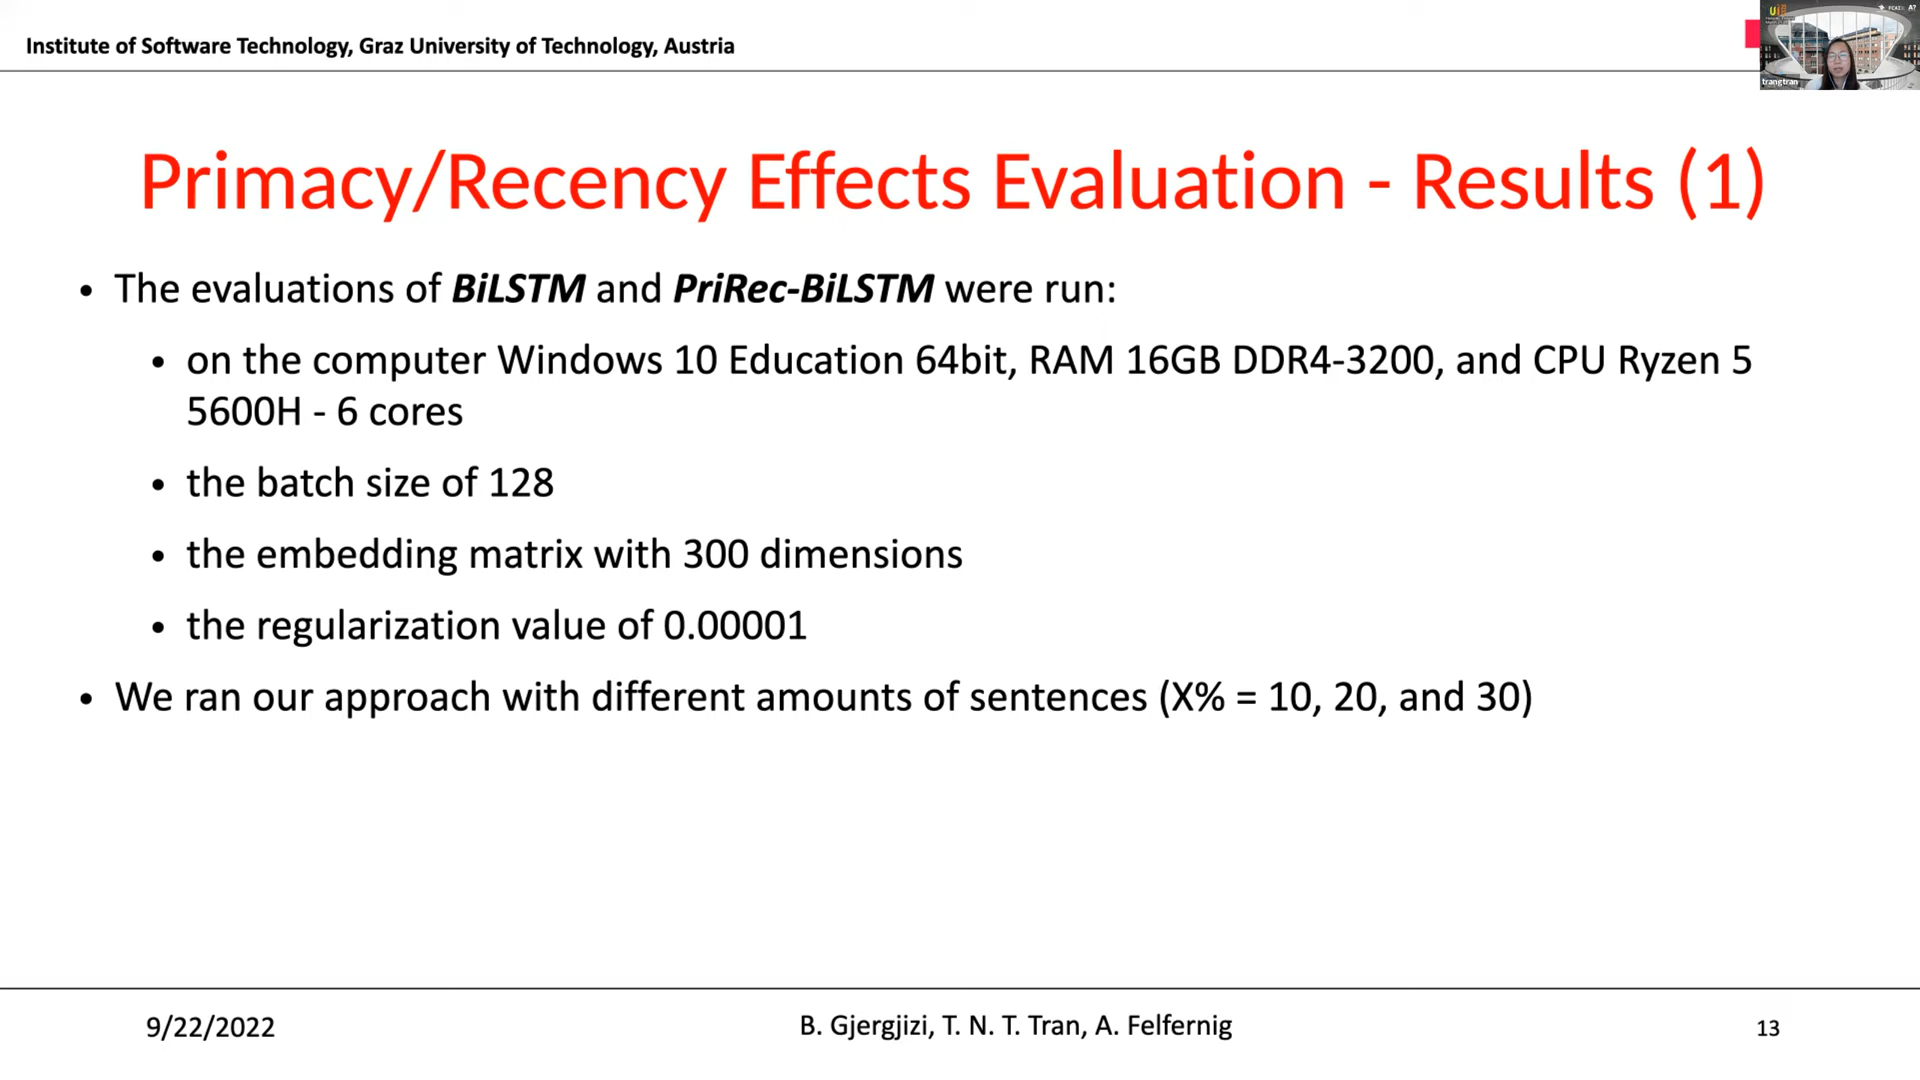 Institute of Software Technology, Graz University of Technology, Austria
trangtran
Primacy/Recency Effects Evaluation - Results (1)
• The evaluations of BiLSTM and PriRec-BiLSTM were run:
• on the computer Windows 10 Education 64bit, RAM 16GB DDR4-3200, and CPU Ryzen 5
5600H - 6 cores
• the batch size of 128
• the embedding matrix with 300 dimensions
• the regularization value of 0.00001
• We ran our approach with different amounts of sentences (X% = 10, 20, and 30)
9/22/2022
B. Gjergjizi, T. N. T. Tran, A. Felfernig
13